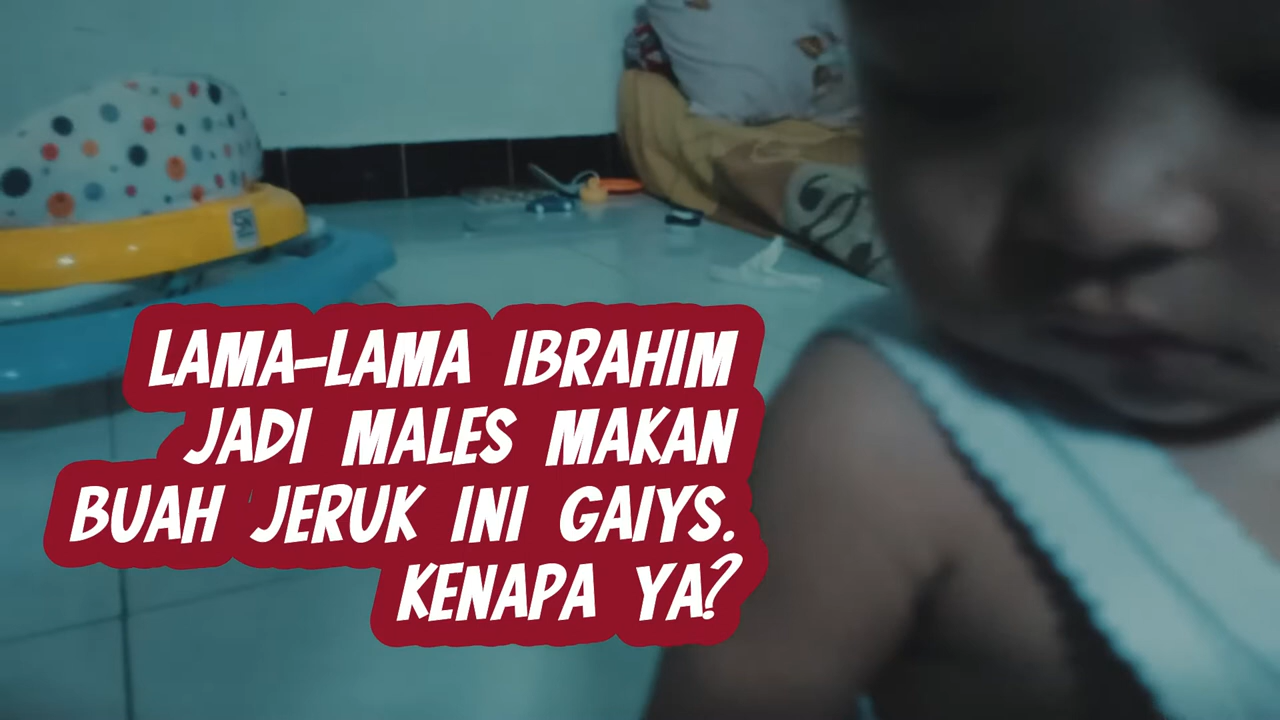 LAMA-LAMA IBRAHIM
JADI MALES MAKAN
BUAH JERUK INI GAIYS.
KENAPA YA?